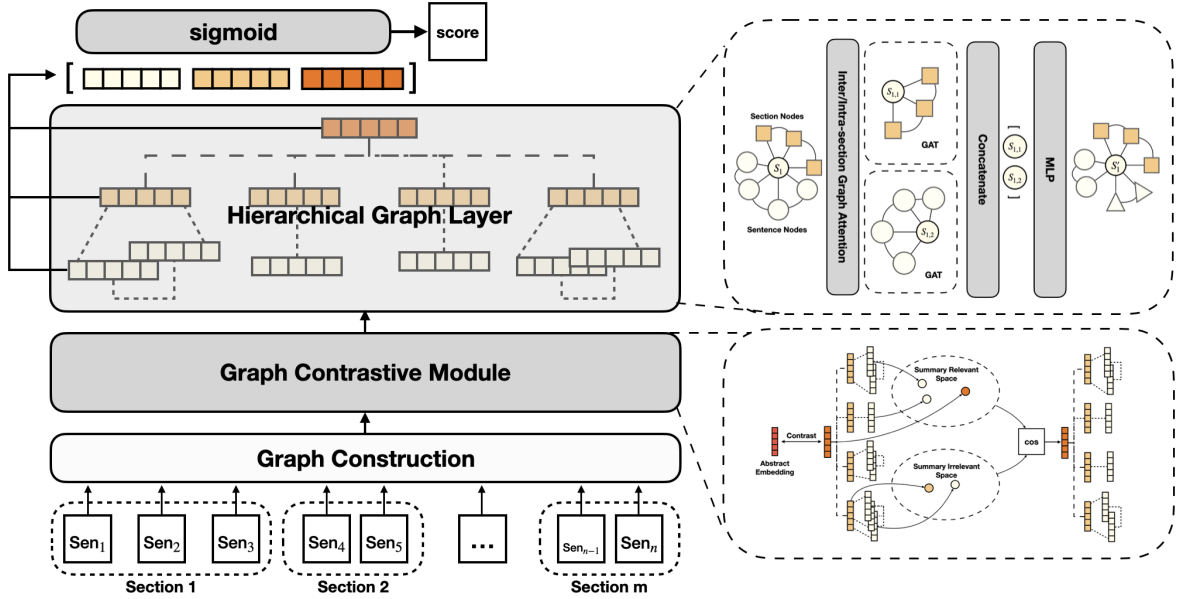 sigmoid
score
[ ]
Hierarchical Graph Layer
Graph Contrastive Module
Graph Construction
Sen₁
Sen₂
Sen₃
Sen₄
Sen₅
...
Senₙ₋₁
Senₙ
Section 1
Section 2
Section m
Section Nodes
S₁
Sentence Nodes
Inter/Intra-section Graph Attention
S₁,₁
GAT
S₁,₂
GAT
Concatenate
[
S₁,₁
S₁,₂
]
MLP
S₁′
Summary Relevant
Space
Contrast
Abstract
Embedding
Summary Irrelevant
Space
cos